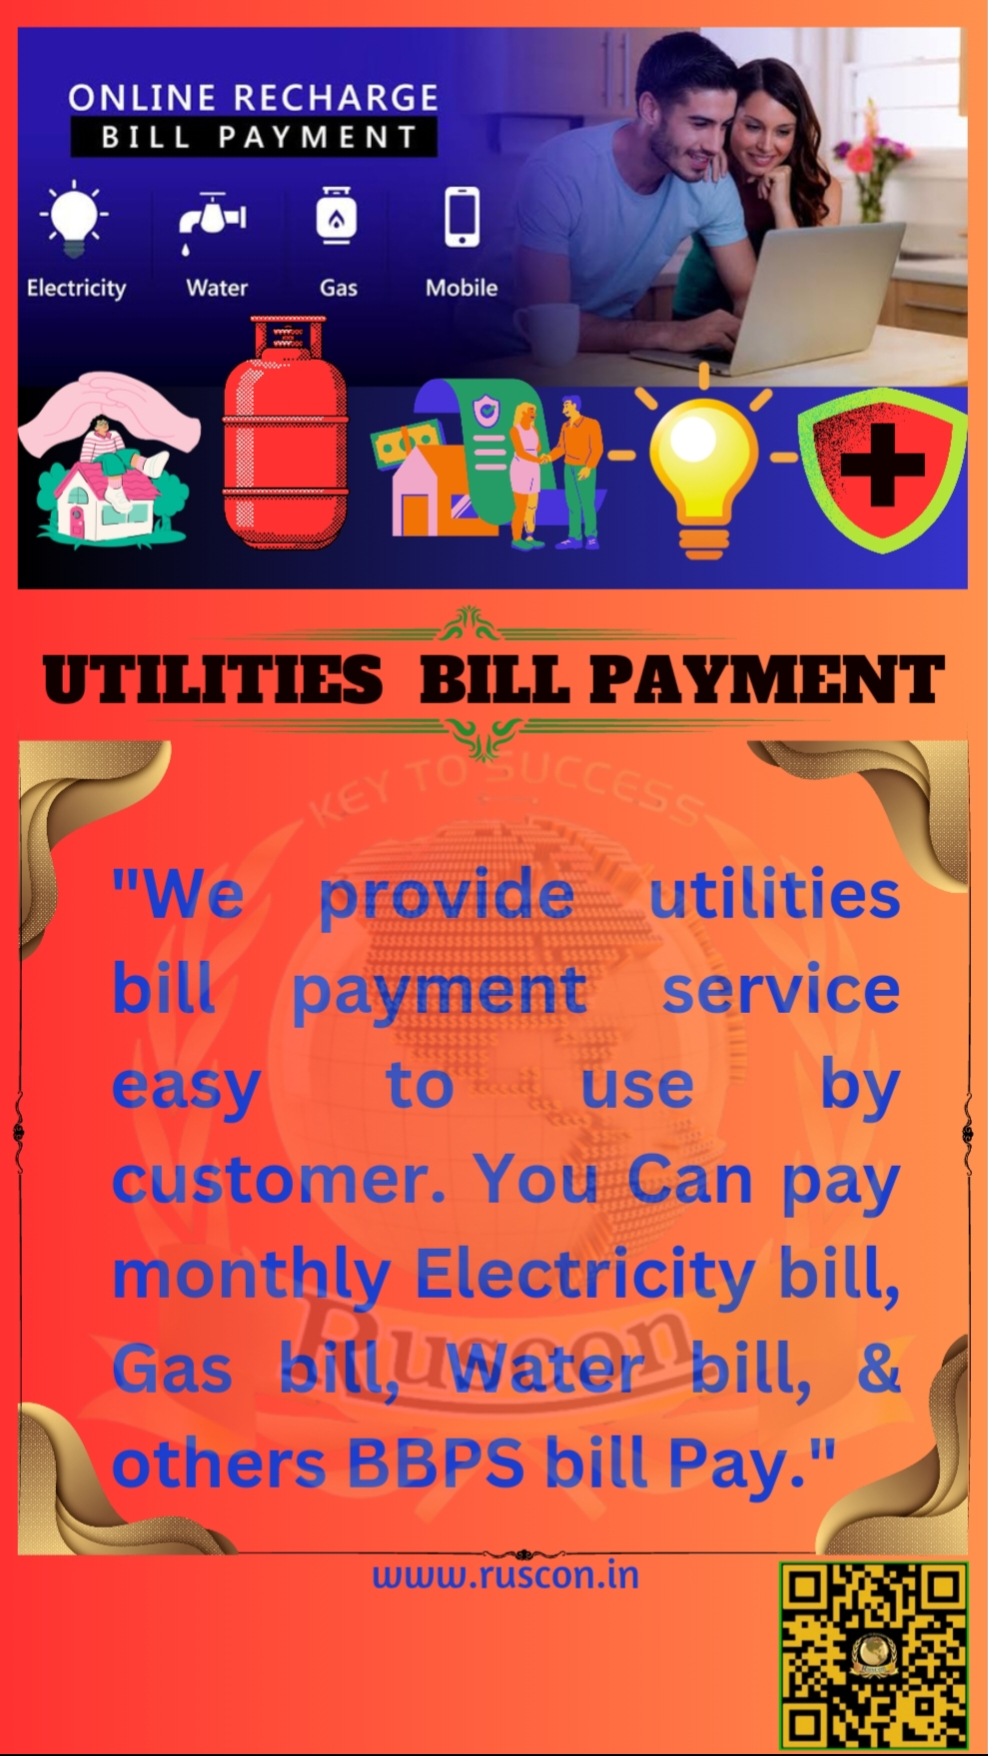 ONLINE RECHARGE
BILL PAYMENT
Electricity Water Gas Mobile
UTILITIES BILL PAYMENT
KEY TO SUCCESS
"We provide utilities
bill payment service
easy to use by
customer. You Can pay
monthly Electricity bill,
Gas bill, Water bill, &
others BBPS bill Pay."
Ruscon
www.ruscon.in